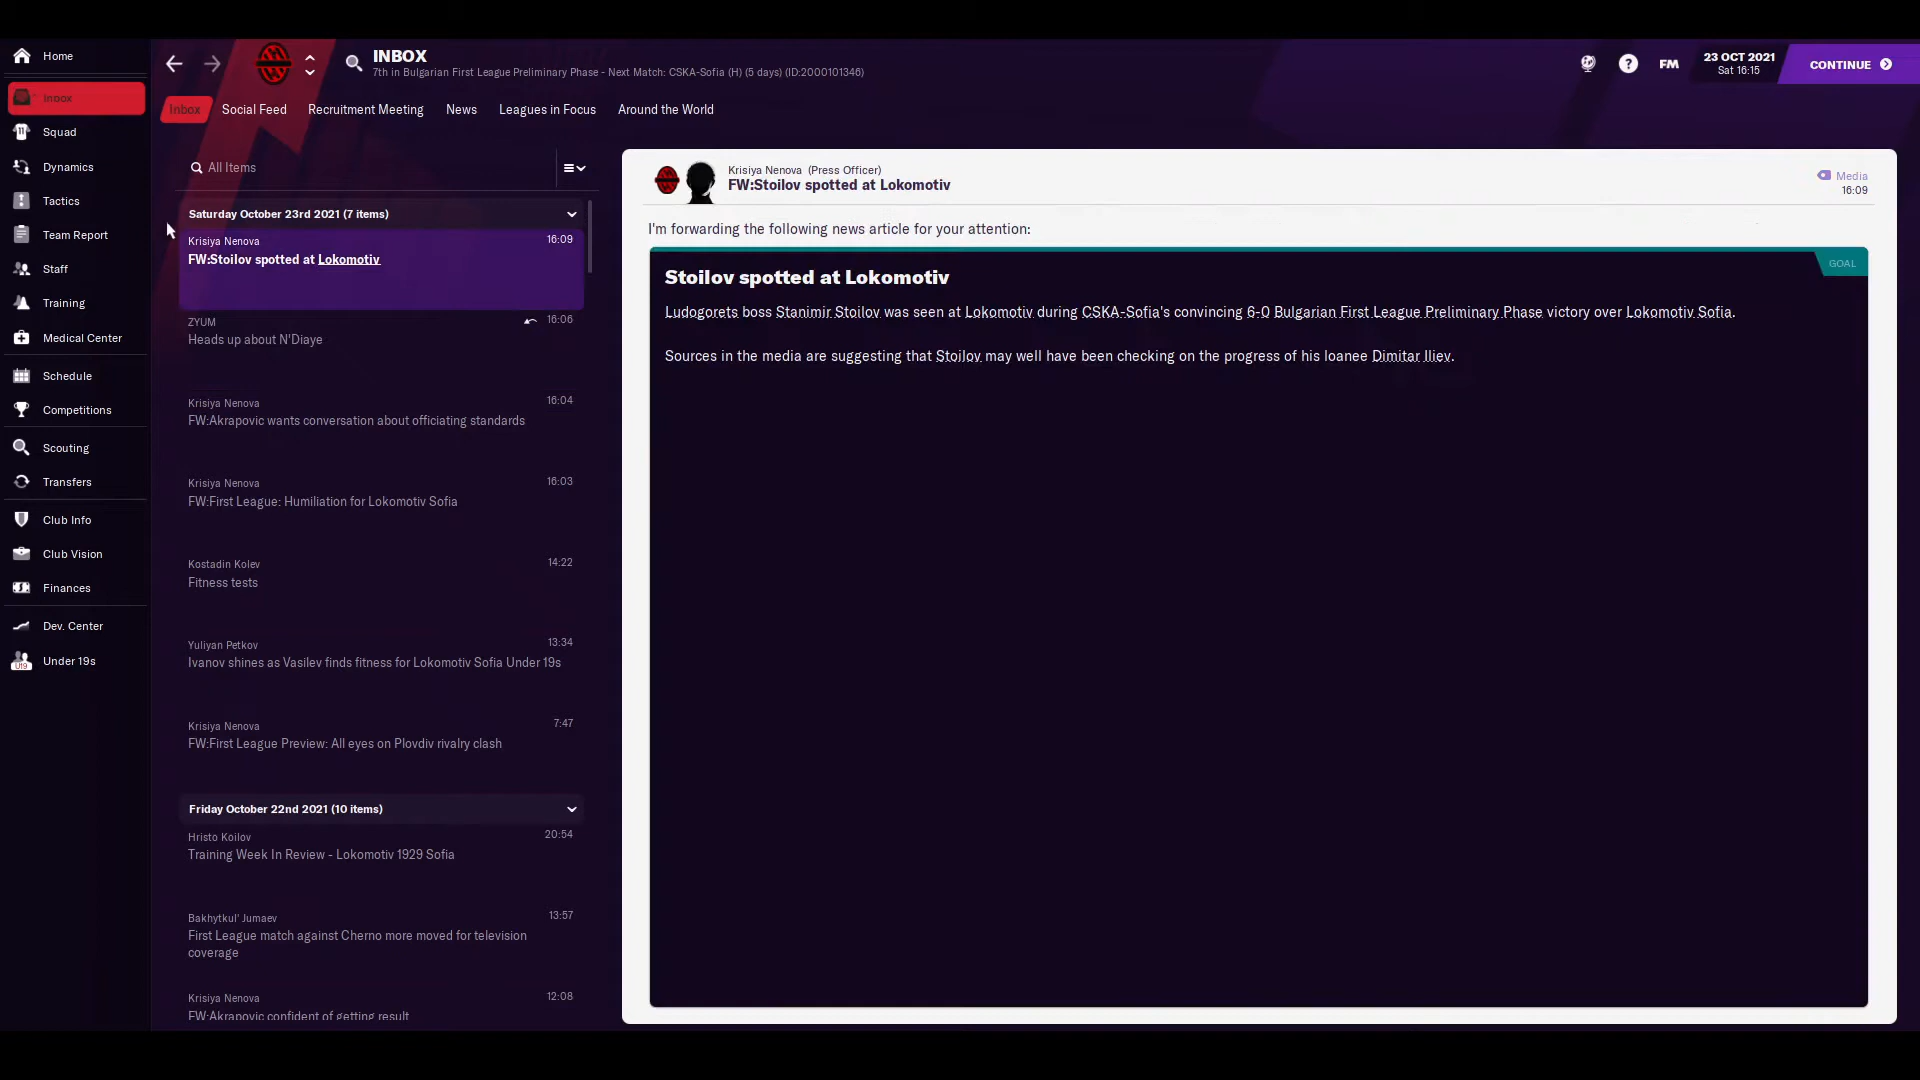 Home
Inbox
Squad
Dynamics
Tactics
Team Report
Staff
Training
Medical Center
Schedule
Competitions
Scouting
Transfers
Club Info
Club Vision
Finances
Dev. Center
U19
Under 19s
INBOX
7th in Bulgarian First League Preliminary Phase - Next Match: CSKA-Sofia (H) (5 days) (ID:2000101346)
?
FM
23 OCT 2021
Sat 16:15
CONTINUE
Inbox
Social Feed
Recruitment Meeting
News
Leagues in Focus
Around the World
All Items
Saturday October 23rd 2021 (7 items)
Krisiya Nenova 16:09
FW:Stoilov spotted at Lokomotiv
ZYUM 16:06
Heads up about N'Diaye
Krisiya Nenova 16:04
FW:Akrapovic wants conversation about officiating standards
Krisiya Nenova 16:03
FW:First League: Humiliation for Lokomotiv Sofia
Kostadin Kolev 14:22
Fitness tests
Yuliyan Petkov 13:34
Ivanov shines as Vasilev finds fitness for Lokomotiv Sofia Under 19s
Krisiya Nenova 7:47
FW:First League Preview: All eyes on Plovdiv rivalry clash
Friday October 22nd 2021 (10 items)
Hristo Koilov 20:54
Training Week In Review - Lokomotiv 1929 Sofia
Bakhytkul' Jumaev 13:57
First League match against Cherno more moved for television
coverage
Krisiya Nenova 12:08
FW:Akrapovic confident of getting result
Krisiya Nenova (Press Officer)
FW:Stoilov spotted at Lokomotiv
Media
16:09
I'm forwarding the following news article for your attention:
Stoilov spotted at Lokomotiv
GOAL
Ludogorets boss Stanimir Stoilov was seen at Lokomotiv during CSKA-Sofia's convincing 6-0 Bulgarian First League Preliminary Phase victory over Lokomotiv Sofia.
Sources in the media are suggesting that Stoilov may well have been checking on the progress of his loanee Dimitar Iliev.